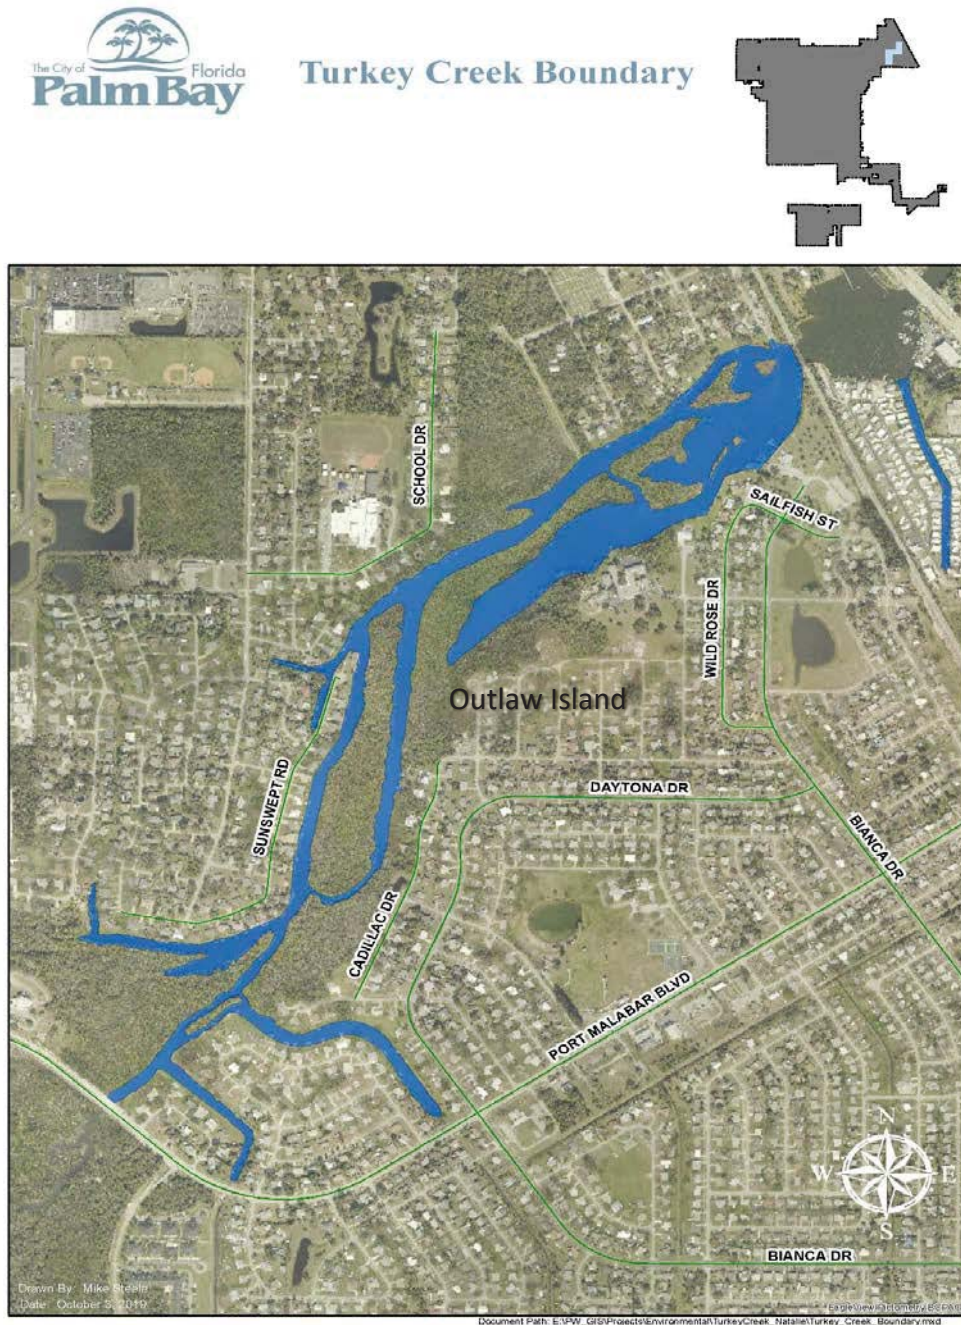 The City of
Florida
Palm Bay
Turkey Creek Boundary
SCHOOL DR
SAILFISH ST
WILD ROSE DR
Outlaw Island
SUNSWEPT RD
DAYTONA DR
BIANCA DR
CADILLAC DR
PORT MALABAR BLVD
N
W
E
S
BIANCA DR
Drawn By: Mike Steele
Date: October 3, 2019
Document Path: E:\PW_GIS\Projects\Environmental\TurkeyCreek_Natalie\Turkey_Creek_Boundary.mxd